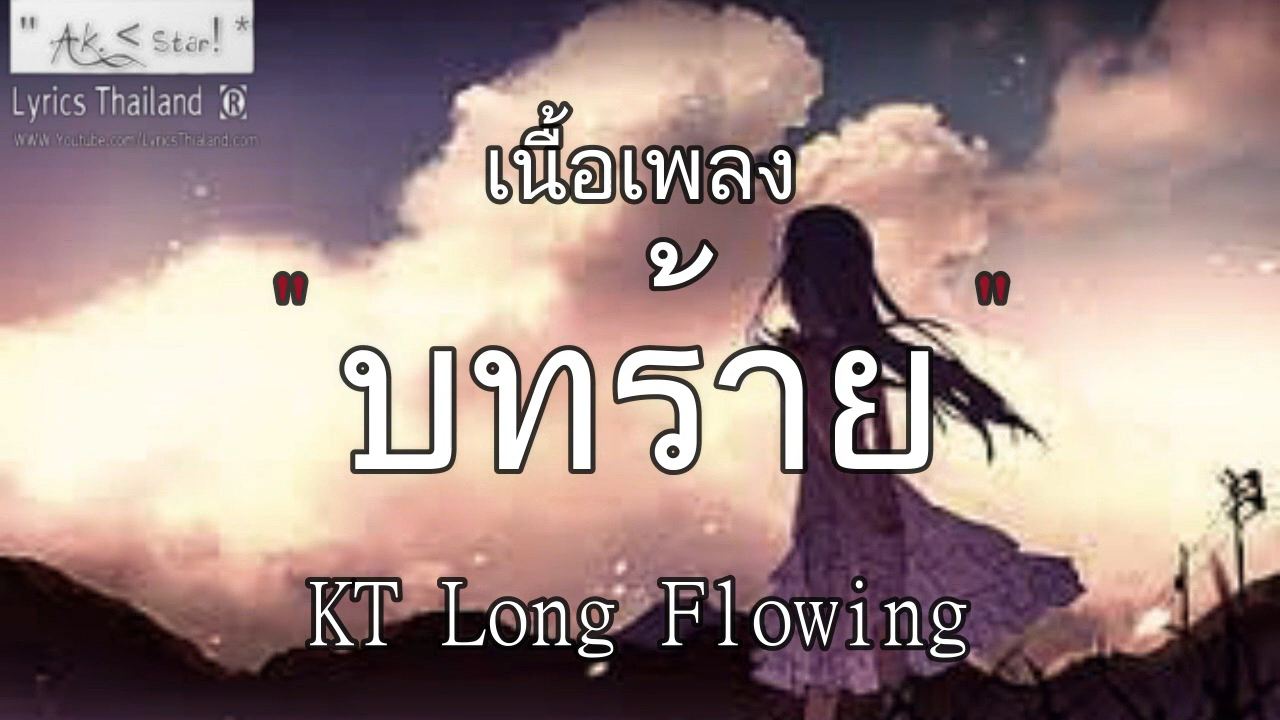 " Ak. < Star! *
Lyrics Thailand ®
WWW.Youtube.com/LyricsThailand.com
เนื้อเพลง
" บทร้าย "
KT Long Flowing